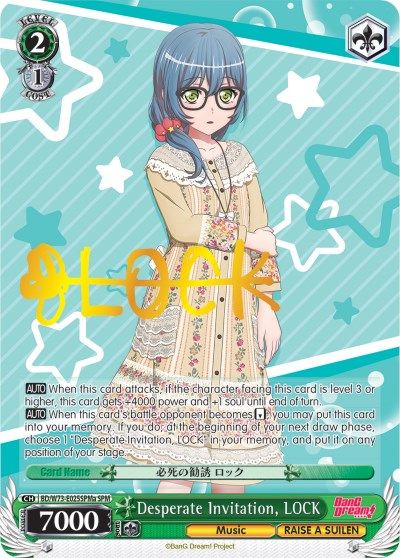 LEVEL
2
1
COST
LOCK
AUTO When this card attacks, if the character facing this card is level 3 or
higher, this card gets +4000 power and +1 soul until end of turn.
AUTO When this card's battle opponent becomes, you may put this card
into your memory. If you do, at the beginning of your next draw phase,
choose 1 "Desperate Invitation, LOCK" in your memory, and put it on any
position of your stage.
Card Name
必死の勧誘 ロック
CH BD/W73-E025SPMa SPM
Desperate Invitation, LOCK
BanG Dream!
POWER
7000
SOUL
Music
RAISE A SUILEN
©BanG Dream! Project